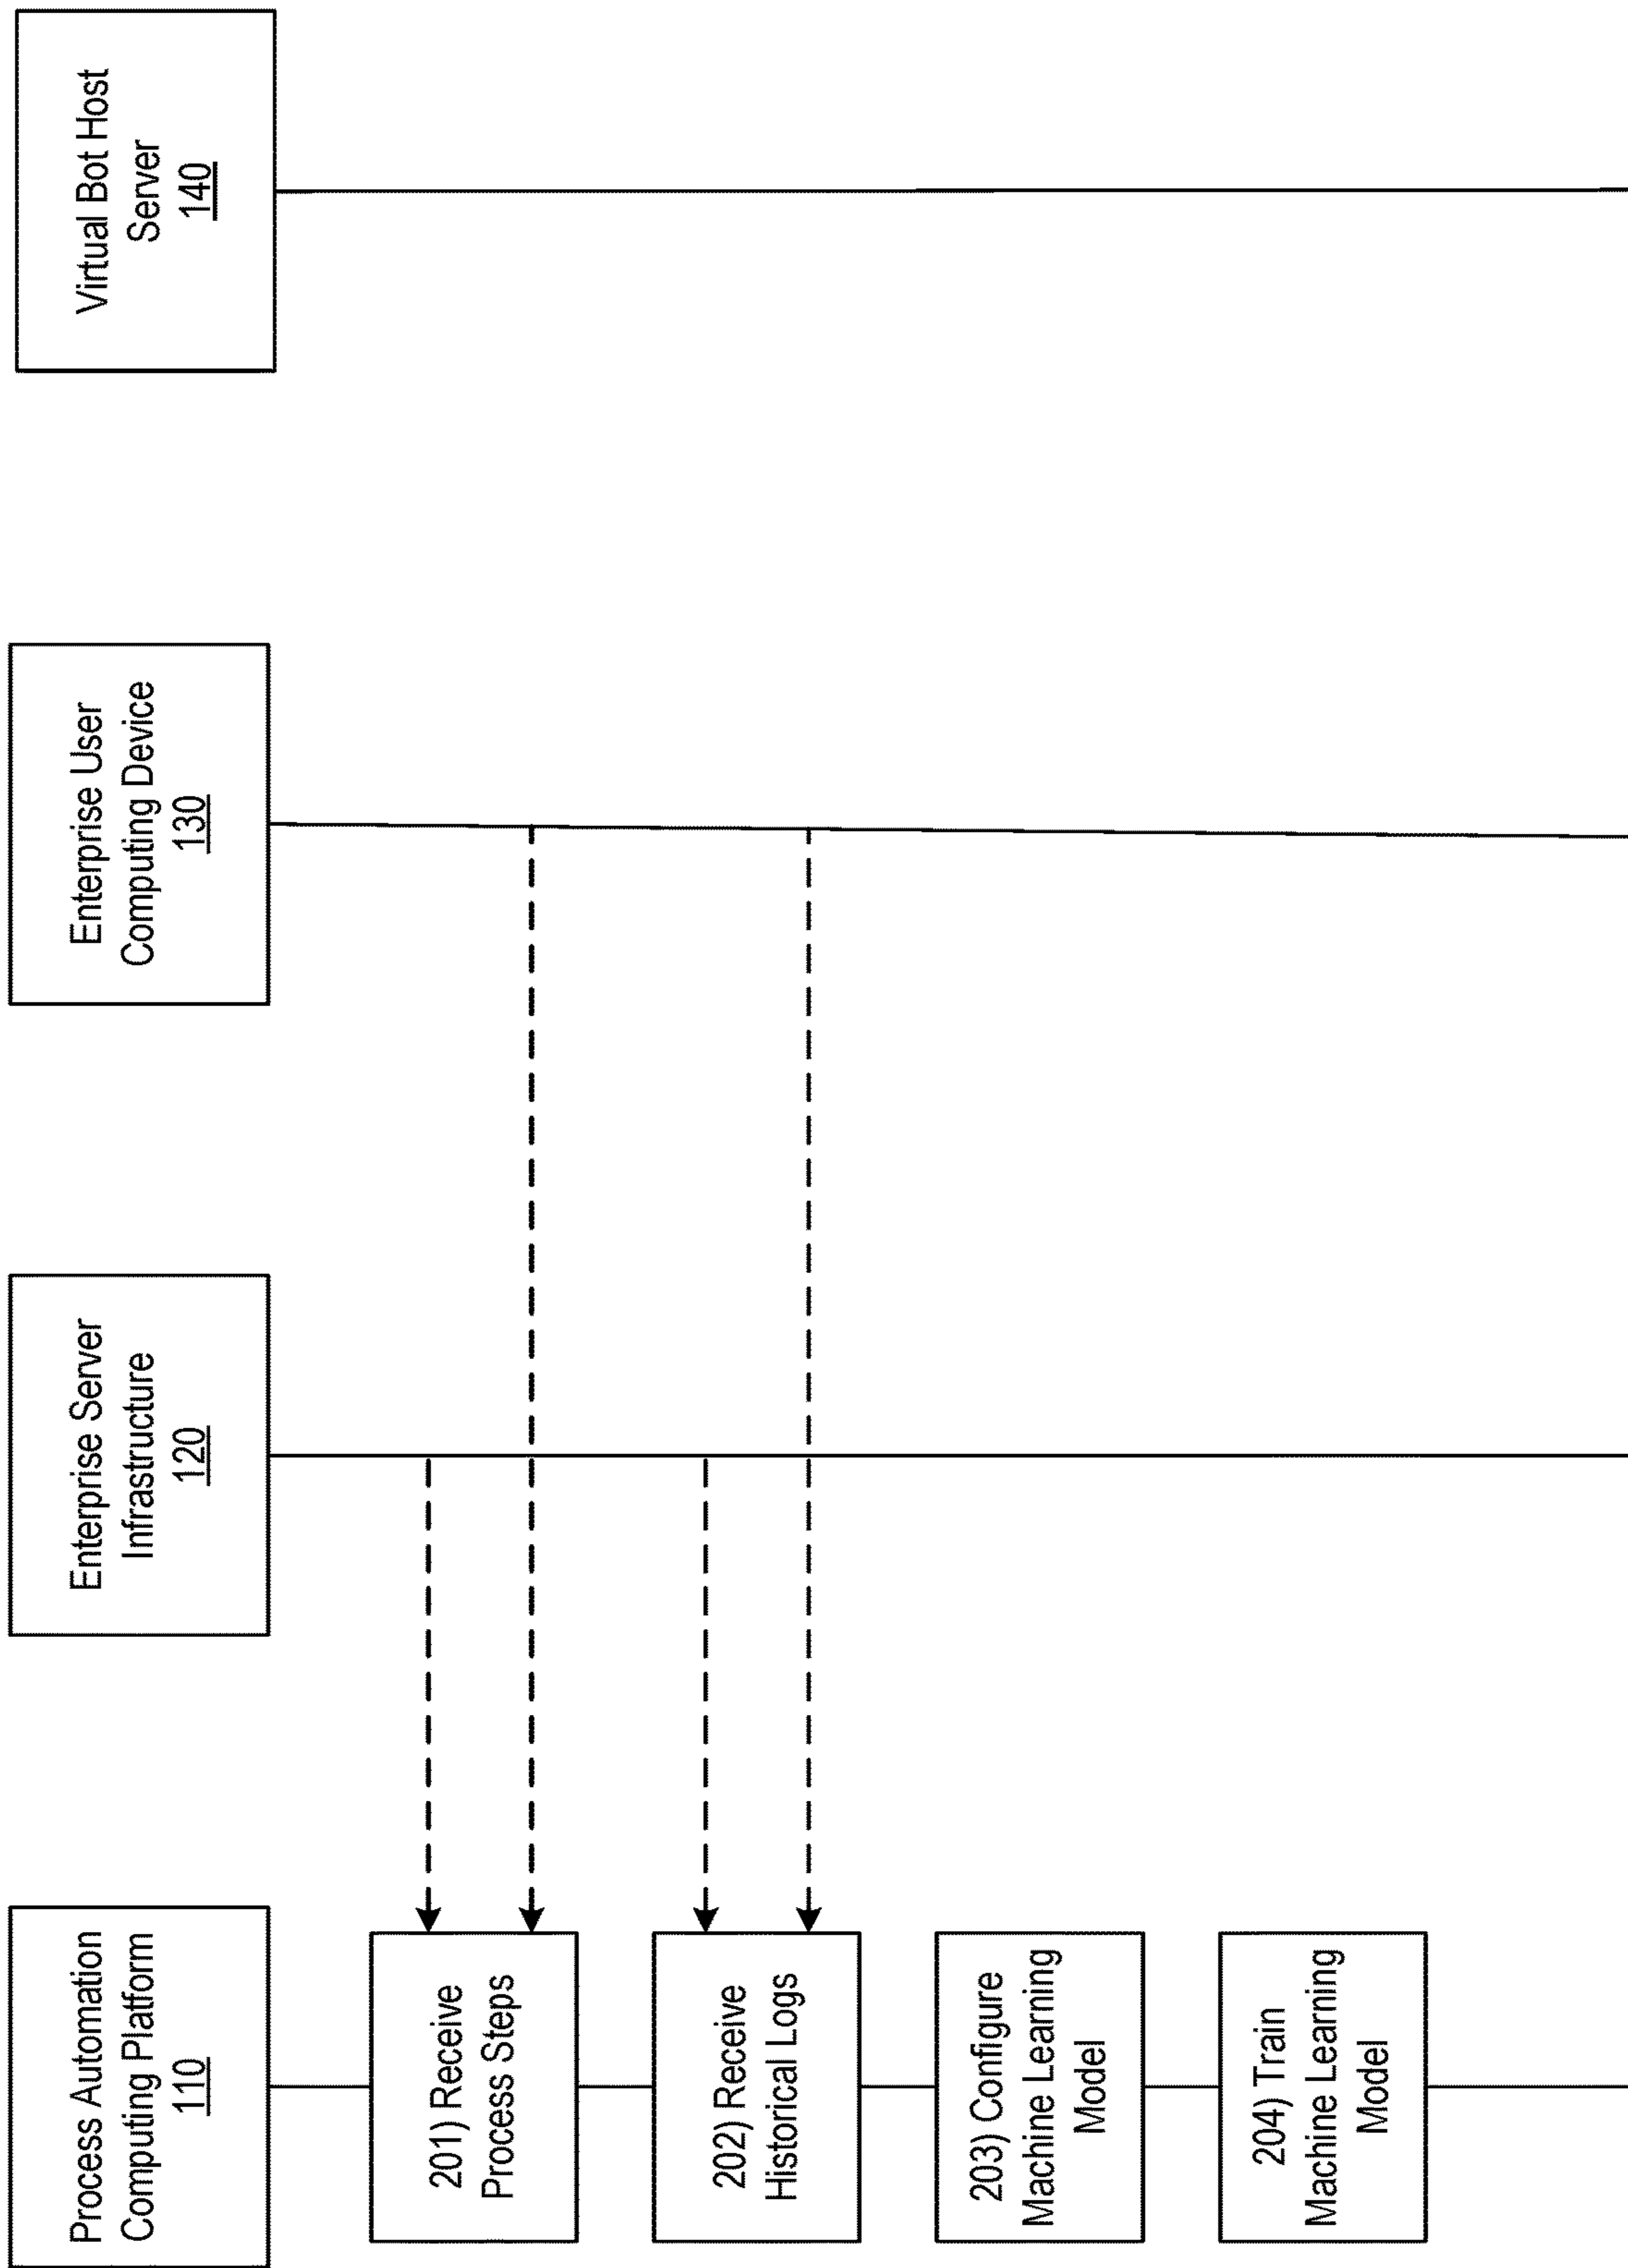 Process Automation
Computing Platform
110
Enterprise Server
Infrastructure
120
Enterprise User
Computing Device
130
Virtual Bot Host
Server
140
201) Receive
Process Steps
202) Receive
Historical Logs
203) Configure
Machine Learning
Model
204) Train
Machine Learning
Model